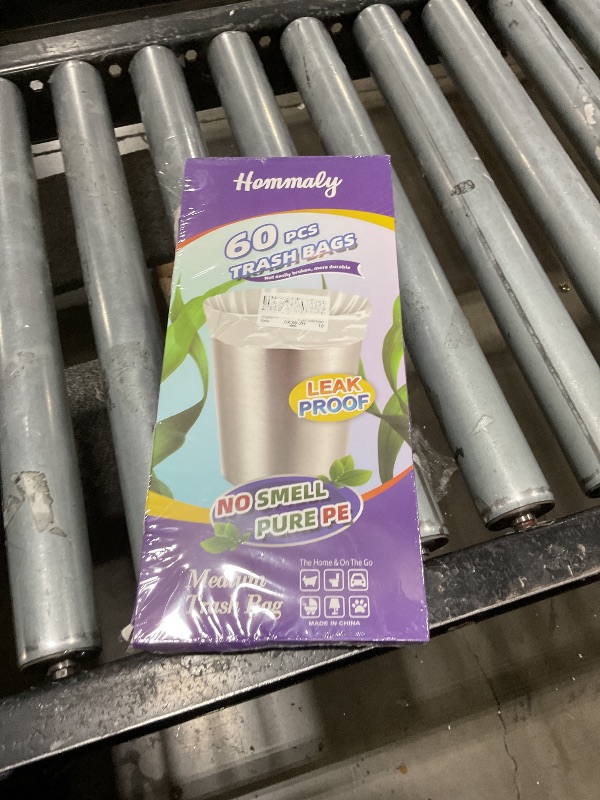 Hommaly
60 PCS
TRASH BAGS
Not easily broken, more durable
LEAK
PROOF
NO SMELL
PURE PE
Medium
Trash Bag
The Home & On The Go
MADE IN CHINA